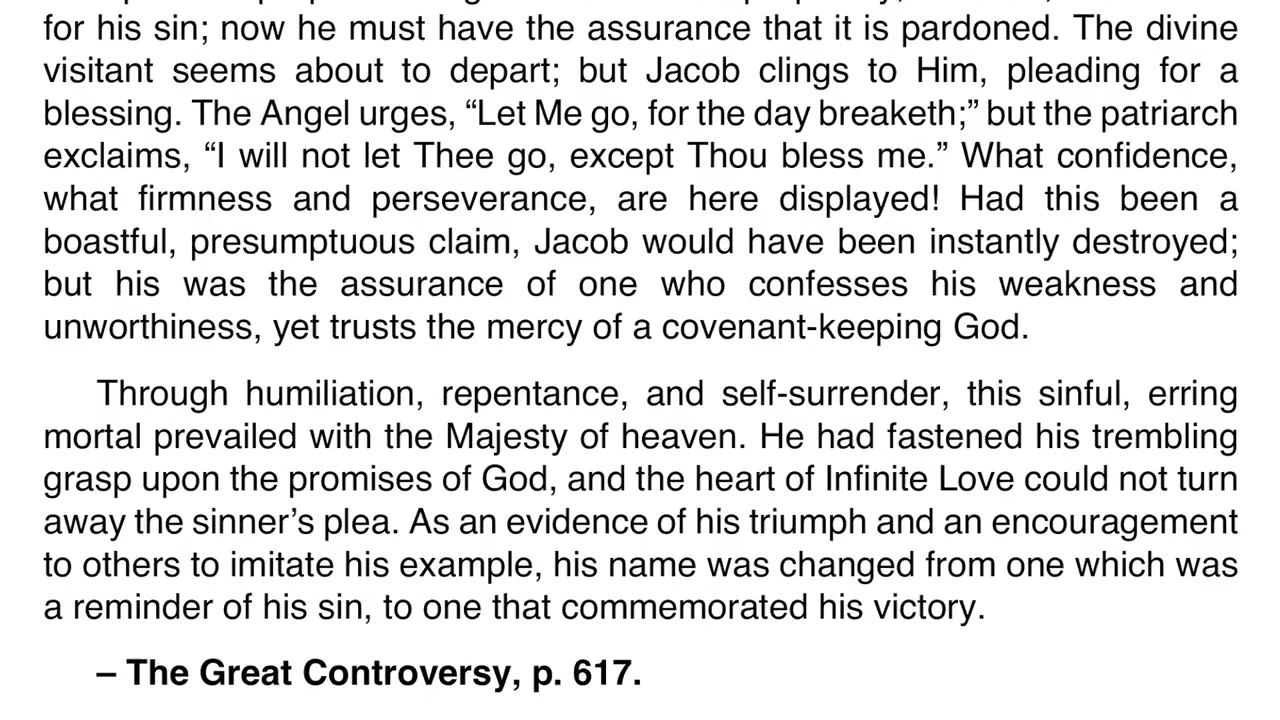 for his sin; now he must have the assurance that it is pardoned. The divine
visitant seems about to depart; but Jacob clings to Him, pleading for a
blessing. The Angel urges, “Let Me go, for the day breaketh;” but the patriarch
exclaims, “I will not let Thee go, except Thou bless me.” What confidence,
what firmness and perseverance, are here displayed! Had this been a
boastful, presumptuous claim, Jacob would have been instantly destroyed;
but his was the assurance of one who confesses his weakness and
unworthiness, yet trusts the mercy of a covenant-keeping God.
Through humiliation, repentance, and self-surrender, this sinful, erring
mortal prevailed with the Majesty of heaven. He had fastened his trembling
grasp upon the promises of God, and the heart of Infinite Love could not turn
away the sinner’s plea. As an evidence of his triumph and an encouragement
to others to imitate his example, his name was changed from one which was
a reminder of his sin, to one that commemorated his victory.
– The Great Controversy, p. 617.